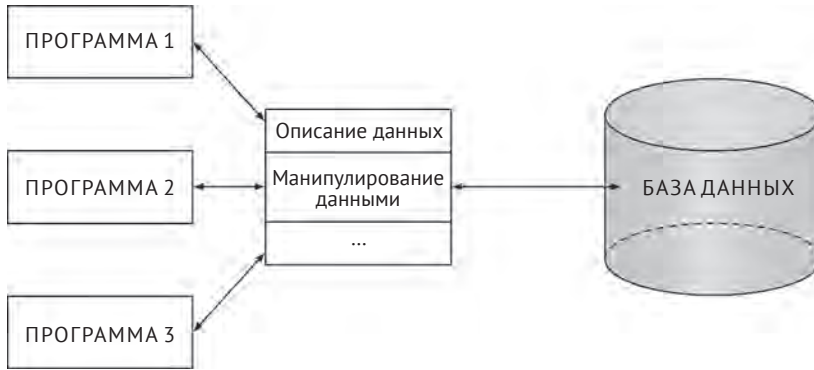 ПРОГРАММА 1
ПРОГРАММА 2
ПРОГРАММА 3
Описание данных
Манипулирование
данными
...
БАЗА ДАННЫХ